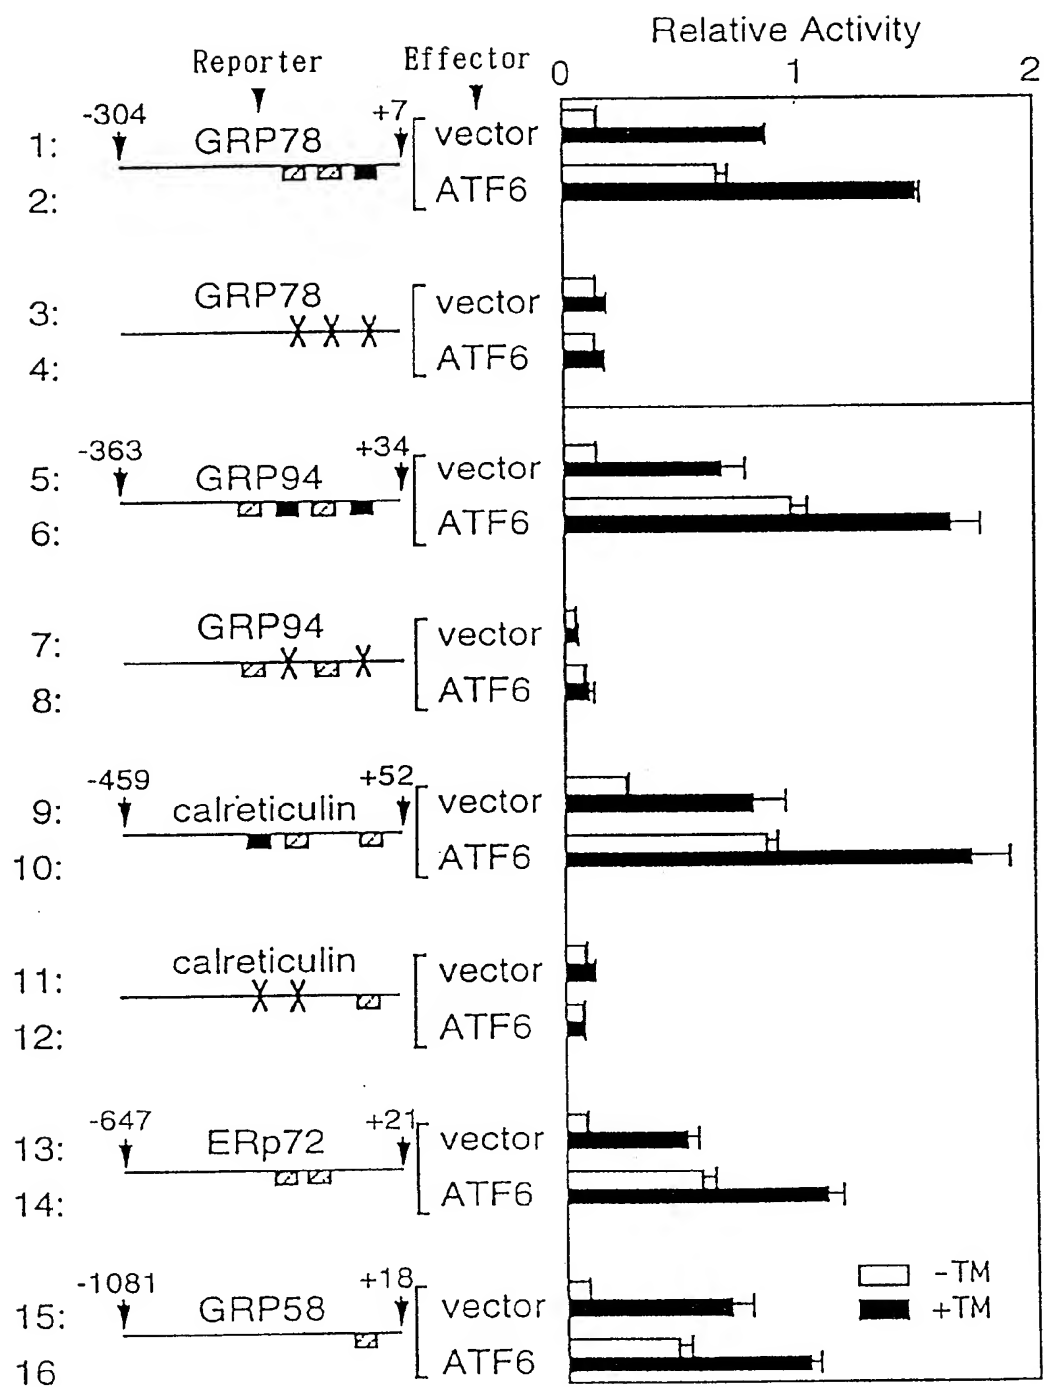 Relative Activity
Reporter Effector 0 1 2
-304 +7
1: GRP78 vector
2: ATF6
3: GRP78 vector
4: ATF6
-363 +34
5: GRP94 vector
6: ATF6
7: GRP94 vector
8: ATF6
-459 +52
9: calreticulin vector
10: ATF6
11: calreticulin vector
12: ATF6
-647 +21
13: ERp72 vector
14: ATF6
-TM
-1081 +18
15: GRP58 vector +TM
16 ATF6